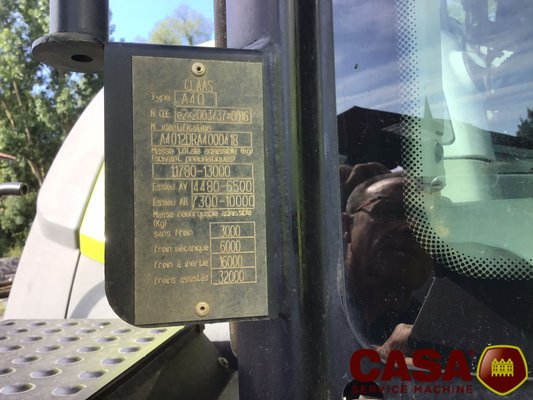 CLAAS
Type A40
N CEE e2*2003/37*0016
N identification
A4012DRA4000418
Masse totale admissible (kg)
(suivant pneumatiques)
11780-13000
Essieu AV 4480-6500
Essieu AR 7300-10000
Masse remorquable admissible
(Kg)
sans frein 3000
frein mécanique 6000
frein à inertie 16000
freins assistés 32000
CASA
SERVICE MACHINE